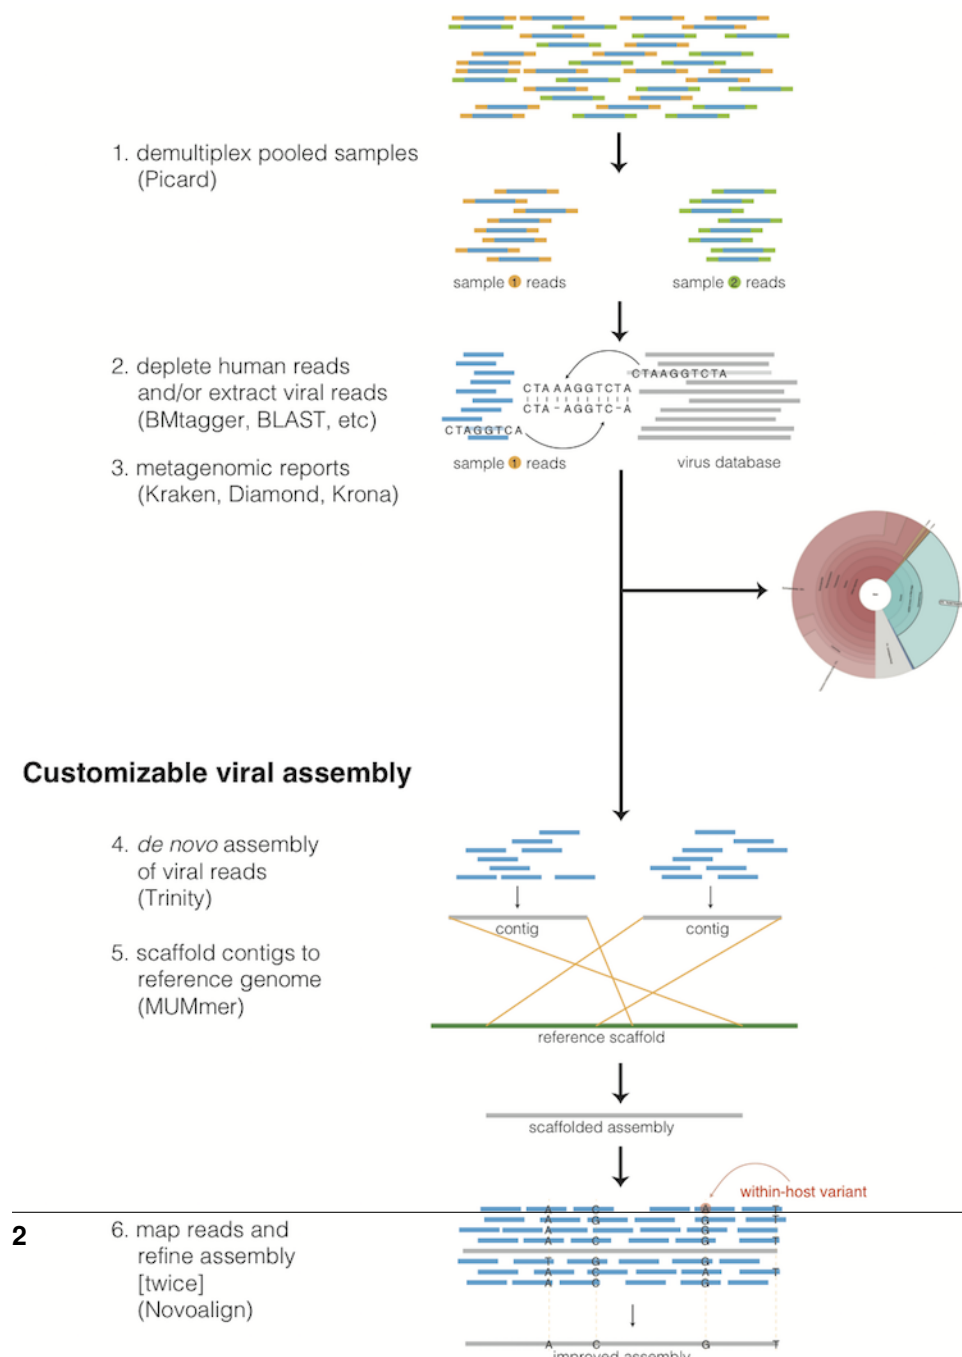 1. demultiplex pooled samples
(Picard)
sample 1 reads
sample 2 reads
2. deplete human reads
and/or extract viral reads
(BMtagger, BLAST, etc)
CTAAGGTCTA
CTAAAGGTCTA
CTA-AGGTC-A
CTAGGTCA
sample 1 reads
virus database
3. metagenomic reports
(Kraken, Diamond, Krona)
Customizable viral assembly
4. de novo assembly
of viral reads
(Trinity)
contig
contig
5. scaffold contigs to
reference genome
(MUMmer)
reference scaffold
scaffolded assembly
within-host variant
2
6. map reads and
refine assembly
[twice]
(Novoalign)
A C A T
A G G T
A C G
A C G T
T G G
A C A T
A C G
A C G T
improved assembly